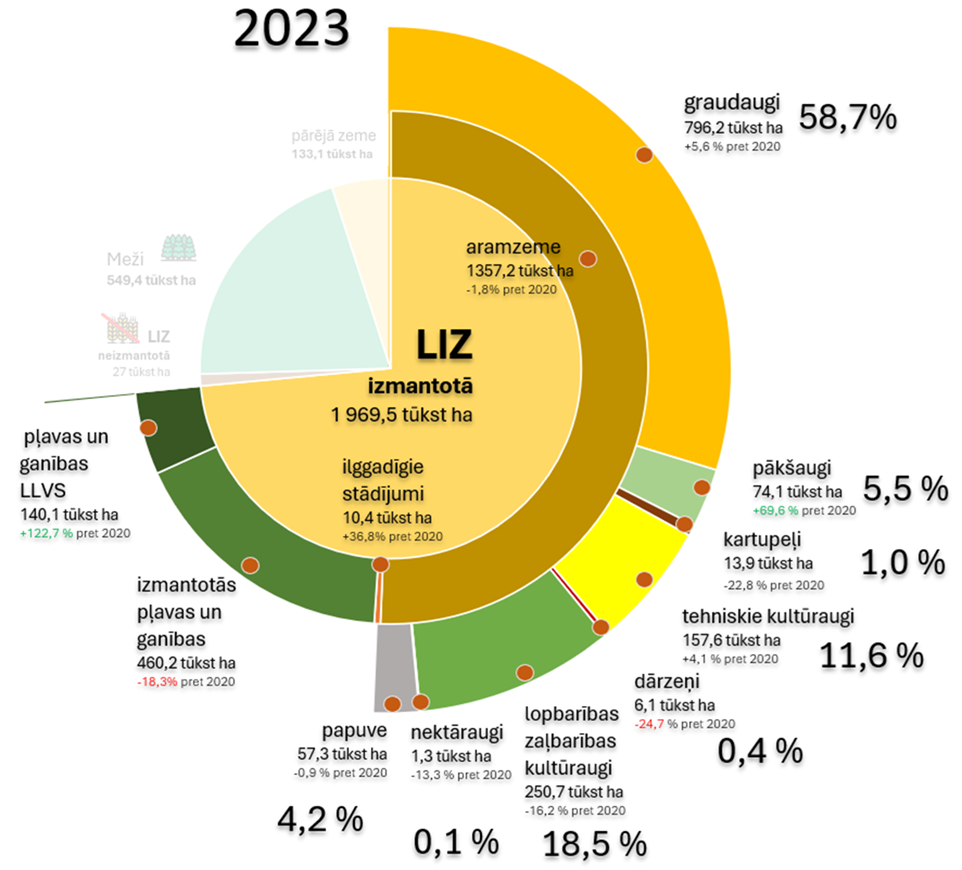 2023
graudaugi
796,2 tūkst ha
+5,6 % pret 2020
58,7%
pārējā zeme
133,1 tūkst ha
Meži
549,4 tūkst ha
LIZ
neizmantotā
27 tūkst ha
aramzeme
1357,2 tūkst ha
-1,8% pret 2020
LIZ
izmantotā
1 969,5 tūkst ha
ilggadīgie
stādījumi
10,4 tūkst ha
+36,8% pret 2020
pļavas un
ganības
LLVS
140,1 tūkst ha
+122,7 % pret 2020
izmantotās
pļavas un
ganības
460,2 tūkst ha
-18,3% pret 2020
pākšaugi
74,1 tūkst ha
+69,6 % pret 2020
5,5 %
kartupeļi
13,9 tūkst ha
-22,8 % pret 2020
1,0 %
tehniskie kultūraugi
157,6 tūkst ha
+4,1 % pret 2020
11,6 %
dārzeņi
6,1 tūkst ha
-24,7 % pret 2020
0,4 %
lopbarības
zaļbarības
kultūraugi
250,7 tūkst ha
-16,2 % pret 2020
18,5 %
nektāraugi
1,3 tūkst ha
-13,3 % pret 2020
0,1 %
papuve
57,3 tūkst ha
-0,9 % pret 2020
4,2 %